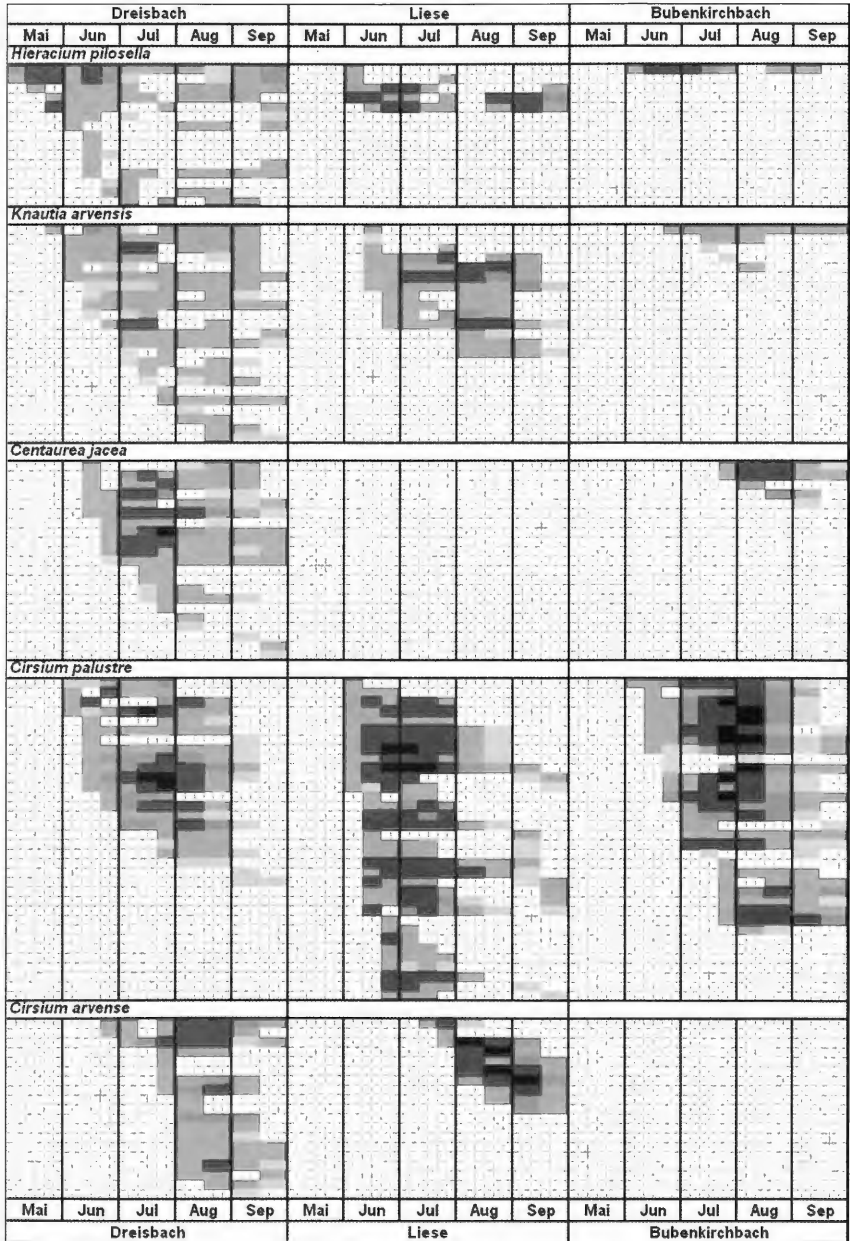 Dreisbach Liese Bubenkirchbach
Mai Jun Jul Aug Sep Mai Jun Jul Aug Sep Mai Jun Jul Aug Sep
Hieracium pilosella
Knautia arvensis
Centaurea jacea
Cirsium palustre
Cirsium arvense
Mai Jun Jul Aug Sep Mai Jun Jul Aug Sep Mai Jun Jul Aug Sep
Dreisbach Liese Bubenkirchbach